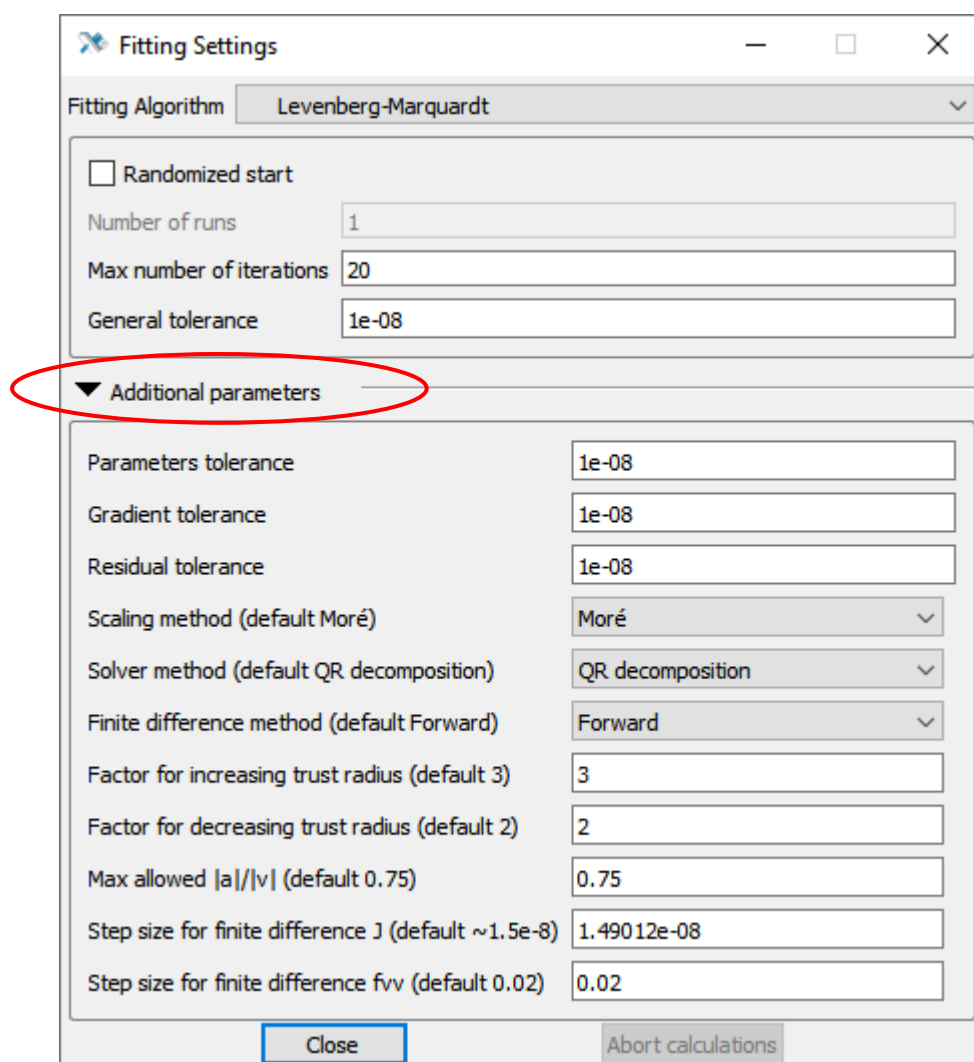 Fitting Settings
Fitting Algorithm Levenberg-Marquardt
Randomized start
Number of runs 1
Max number of iterations 20
General tolerance 1e-08
Additional parameters
Parameters tolerance 1e-08
Gradient tolerance 1e-08
Residual tolerance 1e-08
Scaling method (default Moré) Moré
Solver method (default QR decomposition) QR decomposition
Finite difference method (default Forward) Forward
Factor for increasing trust radius (default 3) 3
Factor for decreasing trust radius (default 2) 2
Max allowed |a|/|v| (default 0.75) 0.75
Step size for finite difference J (default ~1.5e-8) 1.49012e-08
Step size for finite difference fvv (default 0.02) 0.02
Close Abort calculations